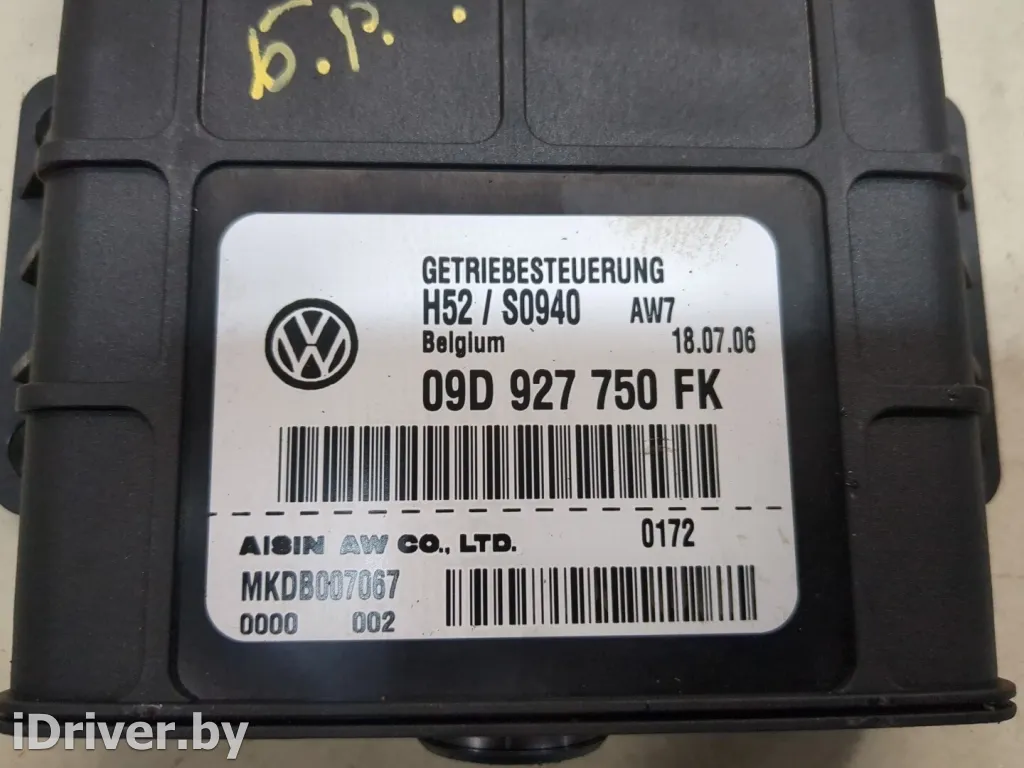 б.р.
GETRIEBESTEUERUNG
H52 / S0940 AW7
Belgium 18.07.06
09D 927 750 FK
AISIN AW CO., LTD. 0172
MKDB007067
0000 002
iDriver.by